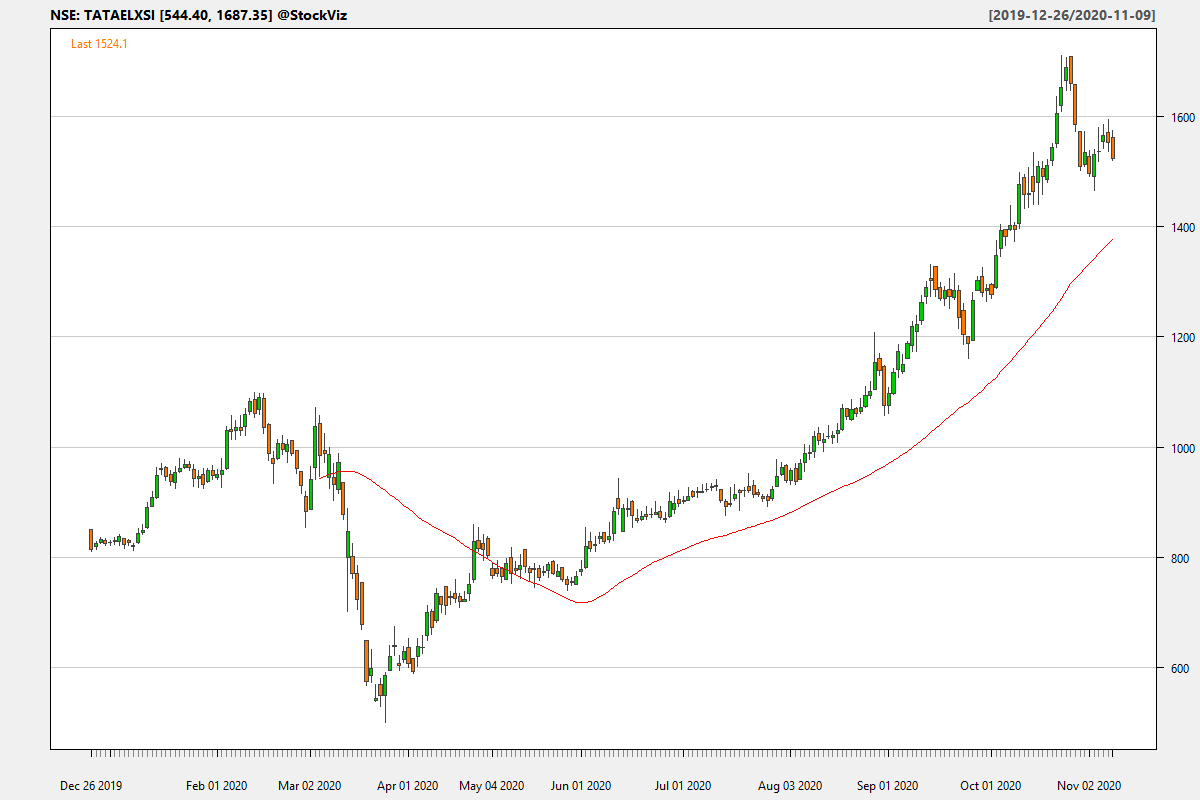 NSE: TATAELXSI [544.40, 1687.35] @StockViz
[2019-12-26/2020-11-09]
Last 1524.1
1600
1400
1200
1000
800
600
Dec 26 2019
Feb 01 2020
Mar 02 2020
Apr 01 2020
May 04 2020
Jun 01 2020
Jul 01 2020
Aug 03 2020
Sep 01 2020
Oct 01 2020
Nov 02 2020